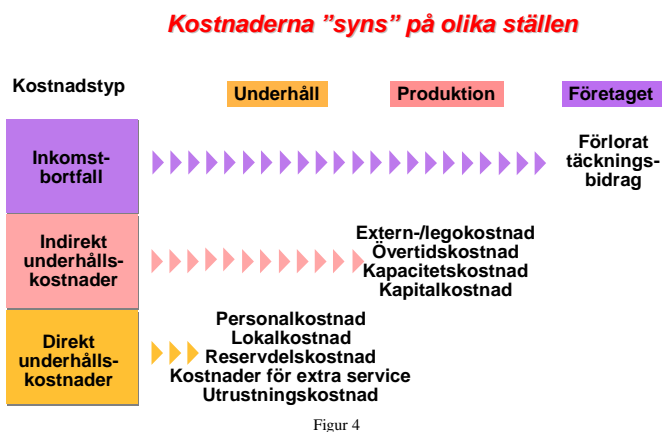 Kostnaderna ”syns” på olika ställen
Kostnadstyp
Underhåll
Produktion
Företaget
Inkomst-
bortfall
Förlorat
täcknings-
bidrag
Indirekt
underhålls-
kostnader
Extern-/legokostnad
Övertidskostnad
Kapacitetskostnad
Kapitalkostnad
Direkt
underhålls-
kostnader
Personalkostnad
Lokalkostnad
Reservdelskostnad
Kostnader för extra service
Utrustningskostnad
Figur 4